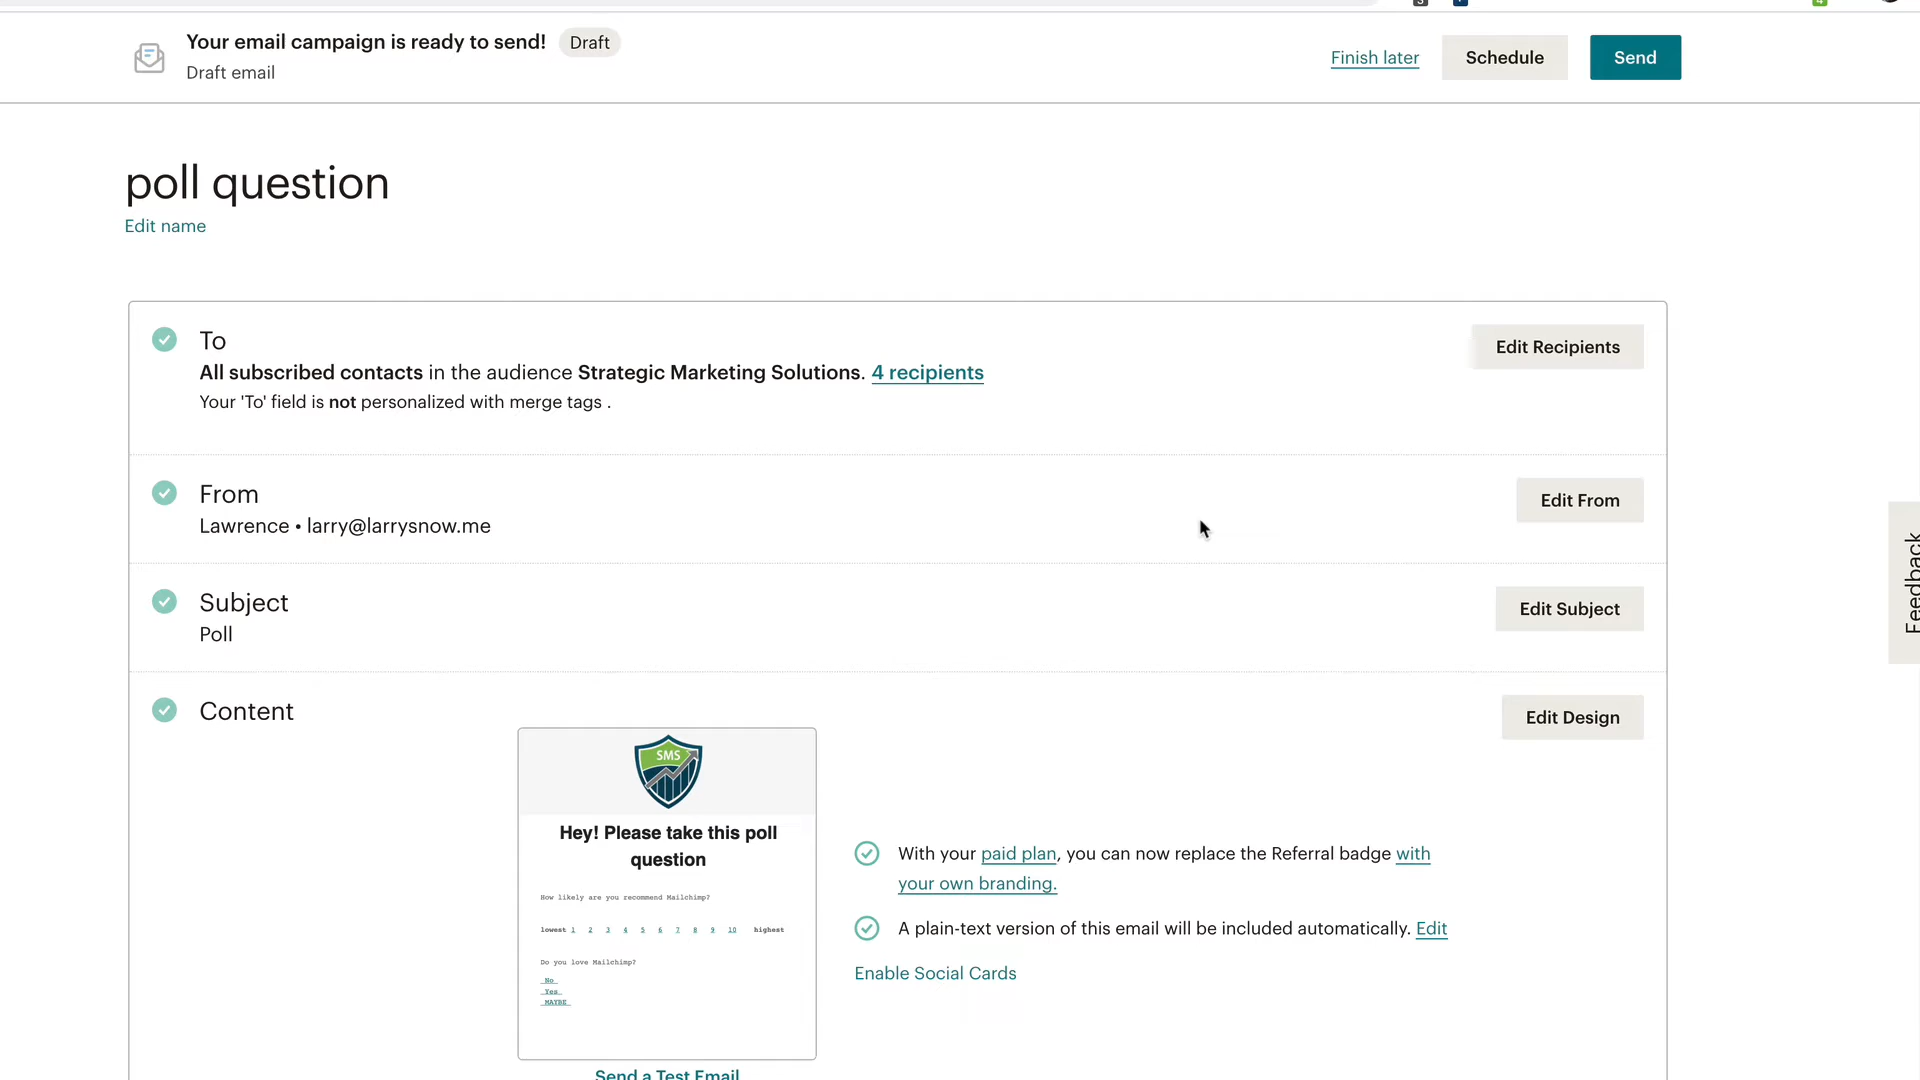 Your email campaign is ready to send! Draft
Draft email
Finish later
Schedule
Send
poll question
Edit name
To
All subscribed contacts in the audience Strategic Marketing Solutions. 4 recipients
Your 'To' field is not personalized with merge tags .
Edit Recipients
From
Lawrence • larry@larrysnow.me
Edit From
Subject
Poll
Edit Subject
Content
Edit Design
SMS
Hey! Please take this poll
question
How likely are you recommend Mailchimp?
lowest 1 2 3 4 5 6 7 8 9 10 highest
Do you love Mailchimp?
No
Yes
MAYBE
With your paid plan, you can now replace the Referral badge with
your own branding.
A plain-text version of this email will be included automatically. Edit
Enable Social Cards
Send a Test Email
Feedback